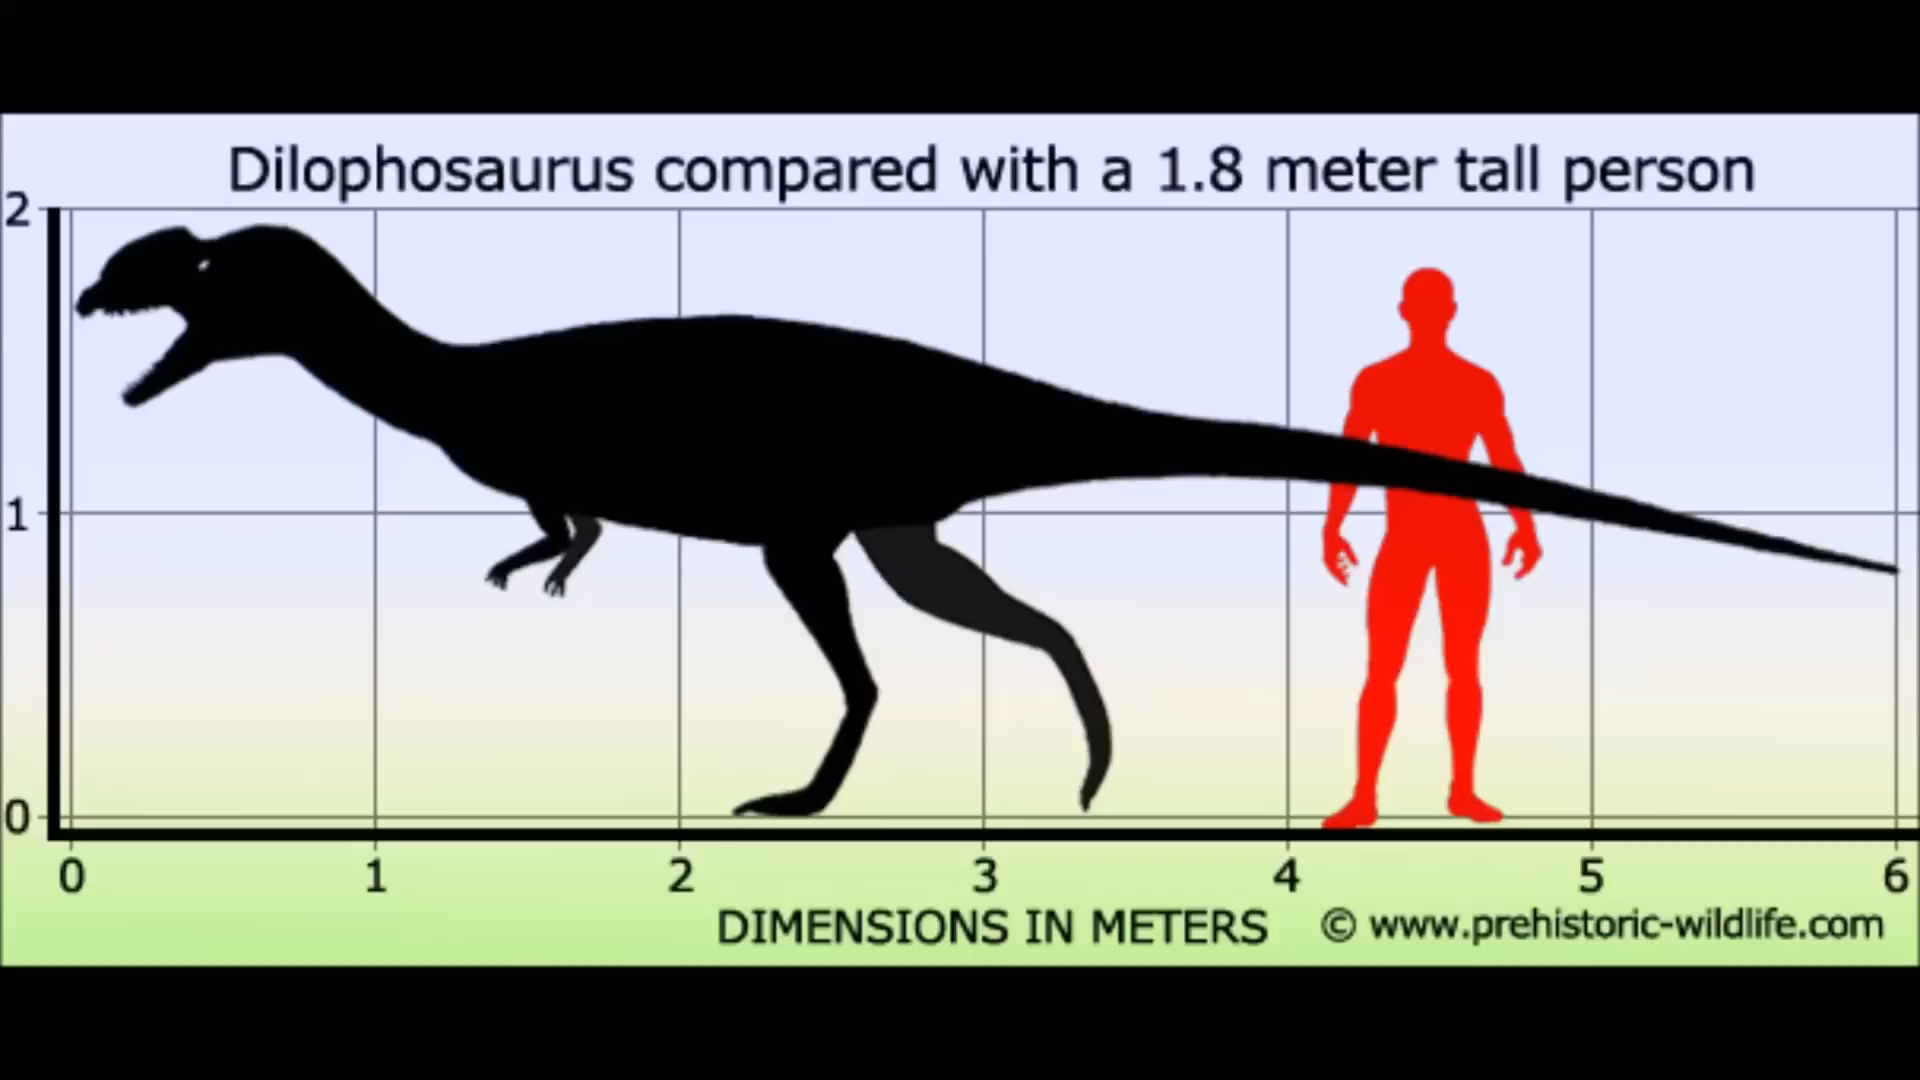 Dilophosaurus compared with a 1.8 meter tall person
2
1
0
0 1 2 3 4 5 6
DIMENSIONS IN METERS © www.prehistoric-wildlife.com